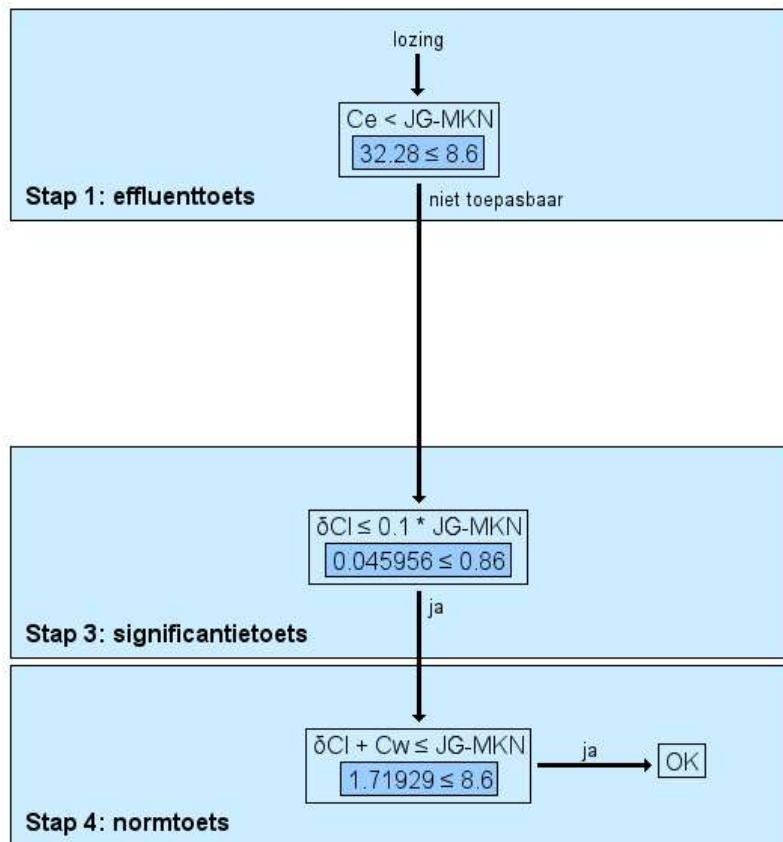 lozing
Ce < JG-MKN
32.28 ≤ 8.6
Stap 1: effluenttoets
niet toepasbaar
δCl ≤ 0.1 * JG-MKN
0.045956 ≤ 0.86
ja
Stap 3: significantietoets
δCl + Cw ≤ JG-MKN
1.71929 ≤ 8.6
ja
OK
Stap 4: normtoets